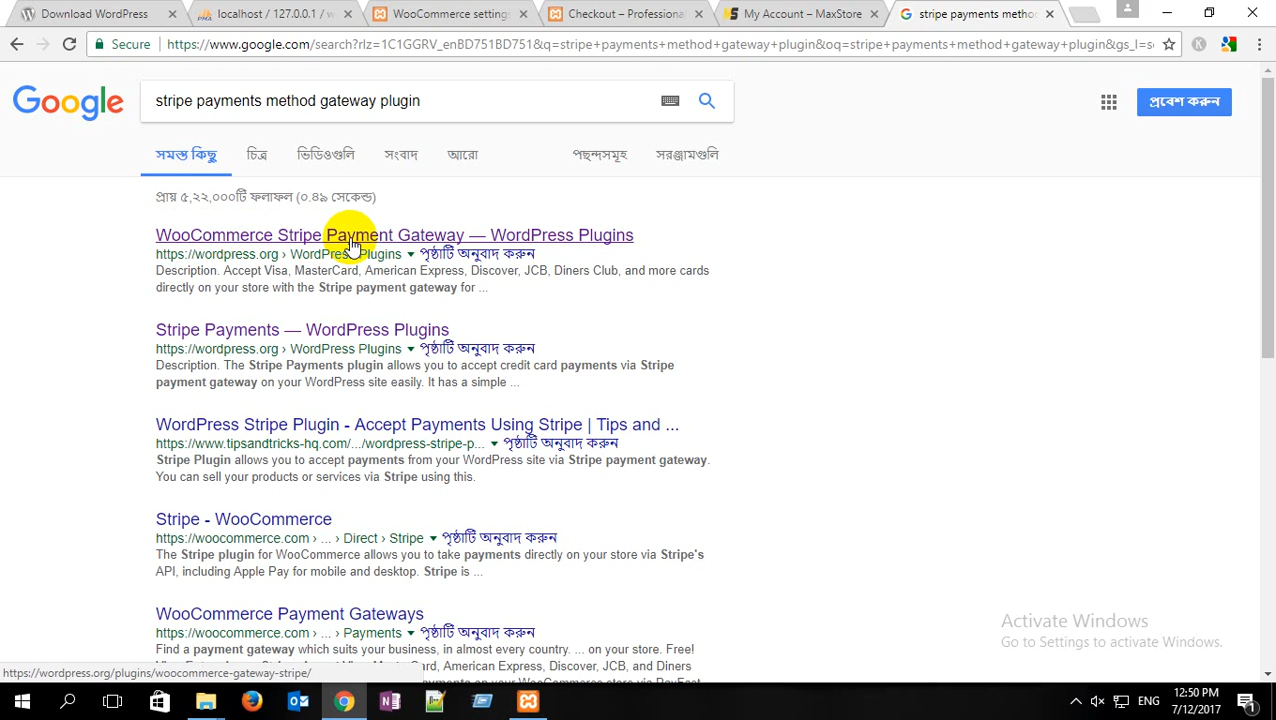 Download WordPress
localhost / 127.0.0.1 / w
WooCommerce setting
Checkout – Professional
My Account – MaxStore
stripe payments metho
Secure
https://www.google.com/search?rlz=1C1GGRV_enBD751BD751&q=stripe+payments+method+gateway+plugin&oq=stripe+payments+method+gateway+plugin&gs_l=s
Google
stripe payments method gateway plugin
প্রবেশ করুন
সমস্ত কিছু
চিত্র
ভিডিওগুলি
সংবাদ
আরো
পছন্দসমূহ
সরঞ্জামগুলি
প্রায় ৫,২২,০০০টি ফলাফল (০.৪৯ সেকেন্ড)
WooCommerce Stripe Payment Gateway — WordPress Plugins
https://wordpress.org › WordPress Plugins পৃষ্ঠাটি অনুবাদ করুন
Description. Accept Visa, MasterCard, American Express, Discover, JCB, Diners Club, and more cards
directly on your store with the Stripe payment gateway for ...
Stripe Payments — WordPress Plugins
https://wordpress.org › WordPress Plugins পৃষ্ঠাটি অনুবাদ করুন
Description. The Stripe Payments plugin allows you to accept credit card payments via Stripe
payment gateway on your WordPress site easily. It has a simple ...
WordPress Stripe Plugin - Accept Payments Using Stripe | Tips and ...
https://www.tipsandtricks-hq.com/.../wordpress-stripe-p... পৃষ্ঠাটি অনুবাদ করুন
Stripe Plugin allows you to accept payments from your WordPress site via Stripe payment gateway.
You can sell your products or services via Stripe using this.
Stripe - WooCommerce
https://woocommerce.com › ... › Direct › Stripe পৃষ্ঠাটি অনুবাদ করুন
The Stripe plugin for WooCommerce allows you to take payments directly on your store via Stripe's
API, including Apple Pay for mobile and desktop. Stripe is ...
WooCommerce Payment Gateways
https://woocommerce.com › ... › Payments পৃষ্ঠাটি অনুবাদ করুন
Find a payment gateway which suits your business, in almost every country. ... on your store. Free!
Card, American Express, Discover, JCB, and Diners
Activate Windows
Go to Settings to activate Windows.
https://wordpress.org/plugins/woocommerce-gateway-stripe/
ENG
12:50 PM
7/12/2017